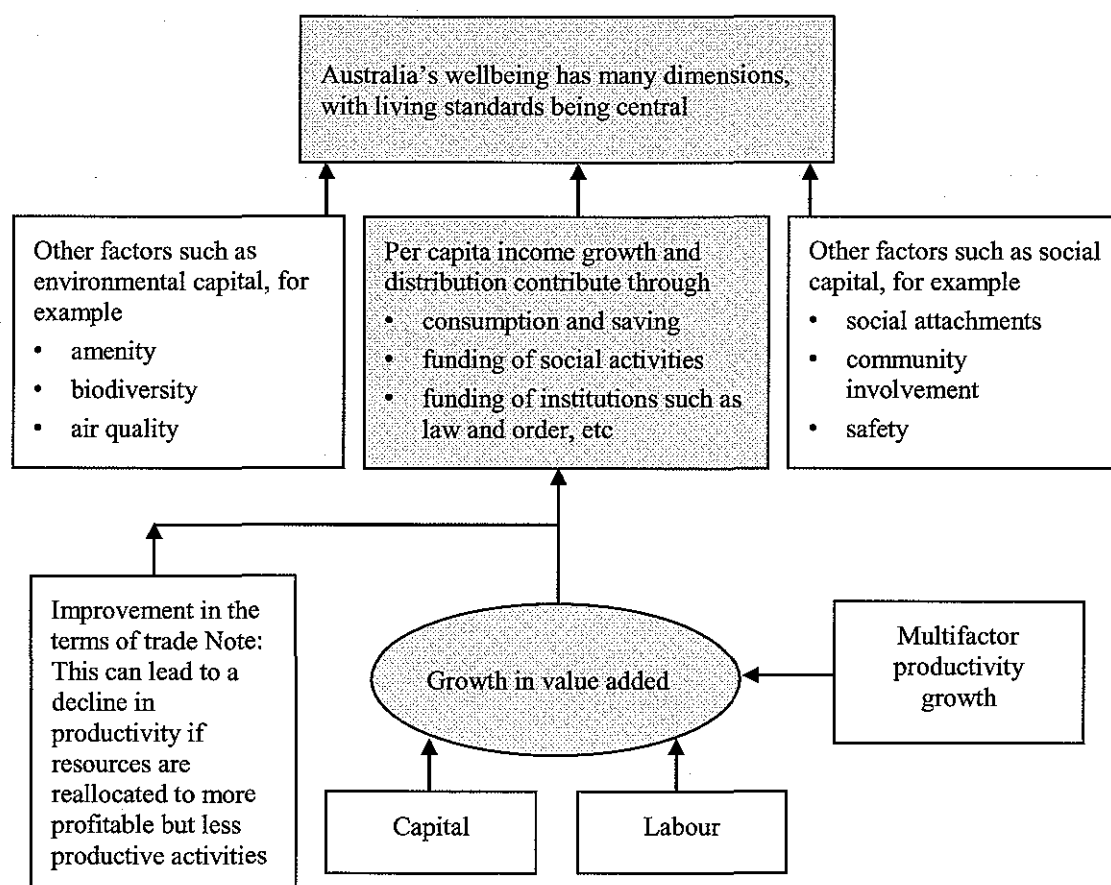 Australia's wellbeing has many dimensions,
with living standards being central
Other factors such as
environmental capital, for
example
• amenity
• biodiversity
• air quality
Per capita income growth and
distribution contribute through
• consumption and saving
• funding of social activities
• funding of institutions such as
law and order, etc
Other factors such as social
capital, for example
• social attachments
• community
involvement
• safety
Improvement in the
terms of trade Note:
This can lead to a
decline in
productivity if
resources are
reallocated to more
profitable but less
productive activities
Growth in value added
Multifactor
productivity
growth
Capital
Labour